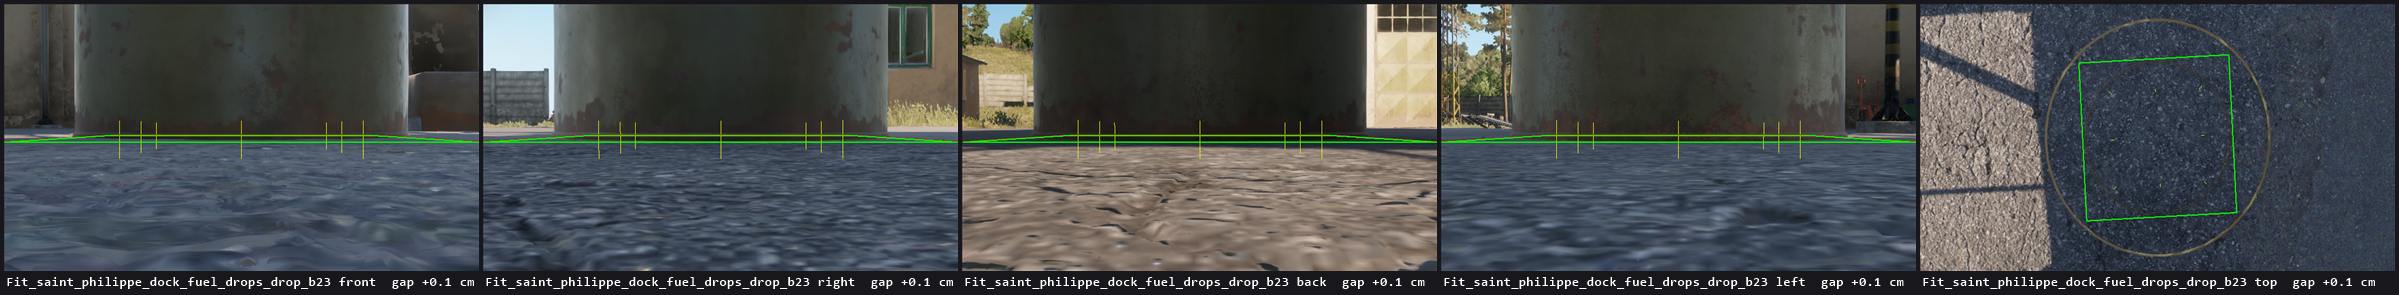 Fit_saint_philippe_dock_fuel_drops_drop_b23 front gap +0.1 cm
Fit_saint_philippe_dock_fuel_drops_drop_b23 right gap +0.1 cm
Fit_saint_philippe_dock_fuel_drops_drop_b23 back gap +0.1 cm
Fit_saint_philippe_dock_fuel_drops_drop_b23 left gap +0.1 cm
Fit_saint_philippe_dock_fuel_drops_drop_b23 top gap +0.1 cm